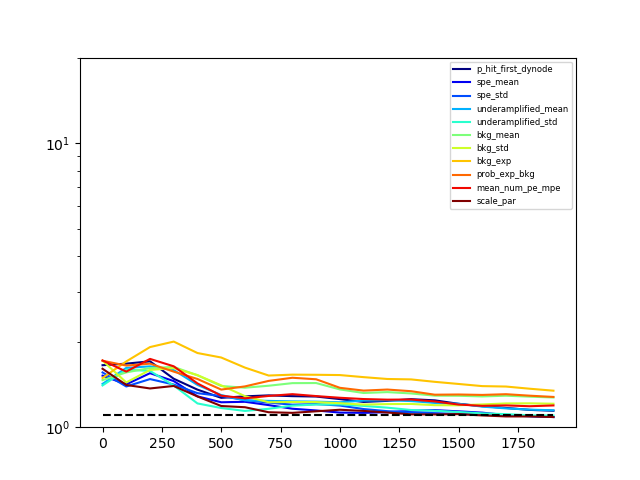 10¹
10⁰
0 250 500 750 1000 1250 1500 1750
p_hit_first_dynode
spe_mean
spe_std
underamplified_mean
underamplified_std
bkg_mean
bkg_std
bkg_exp
prob_exp_bkg
mean_num_pe_mpe
scale_par